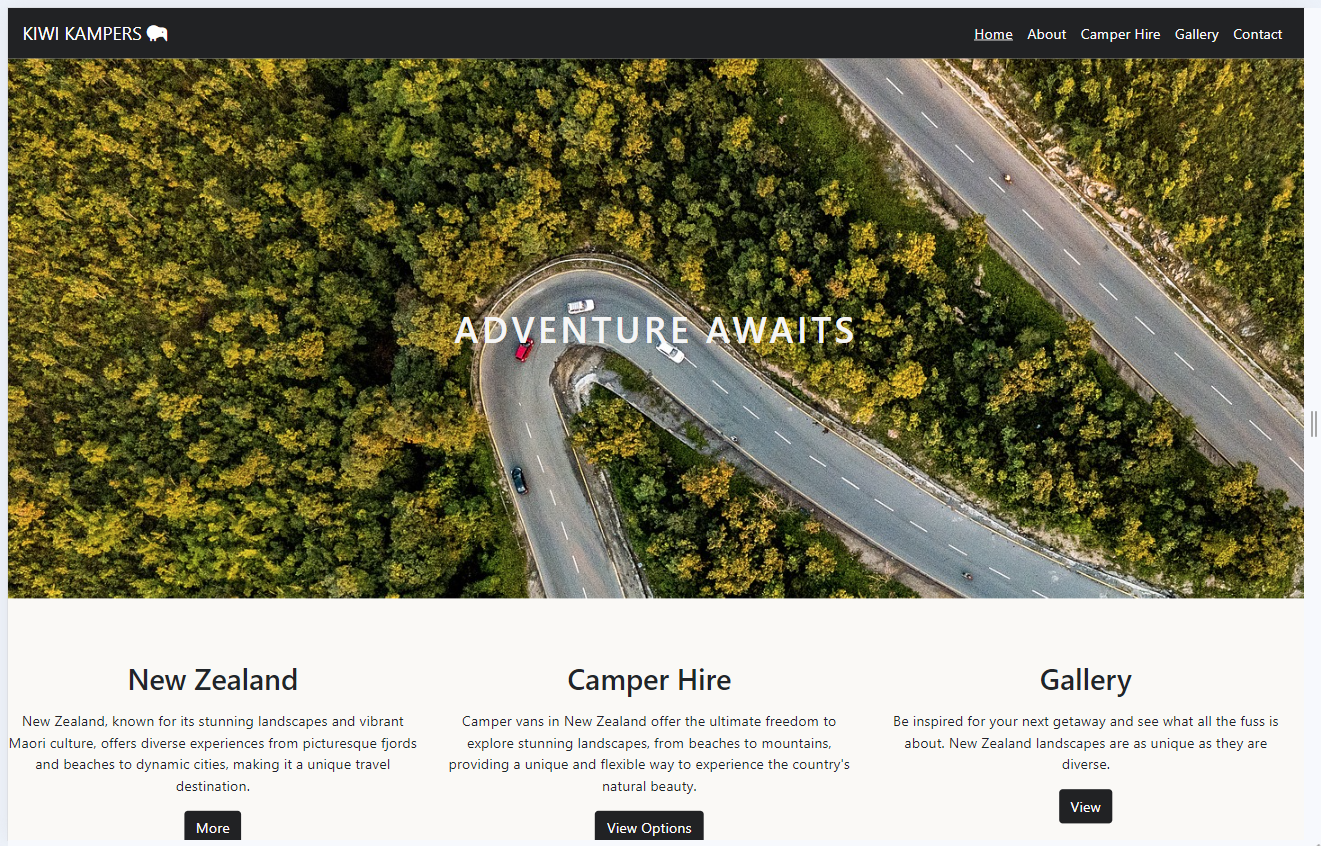 KIWI KAMPERS
Home About Camper Hire Gallery Contact
ADVENTURE AWAITS
New Zealand
New Zealand, known for its stunning landscapes and vibrant
Maori culture, offers diverse experiences from picturesque fjords
and beaches to dynamic cities, making it a unique travel
destination.
More
Camper Hire
Camper vans in New Zealand offer the ultimate freedom to
explore stunning landscapes, from beaches to mountains,
providing a unique and flexible way to experience the country's
natural beauty.
View Options
Gallery
Be inspired for your next getaway and see what all the fuss is
about. New Zealand landscapes are as unique as they are
diverse.
View